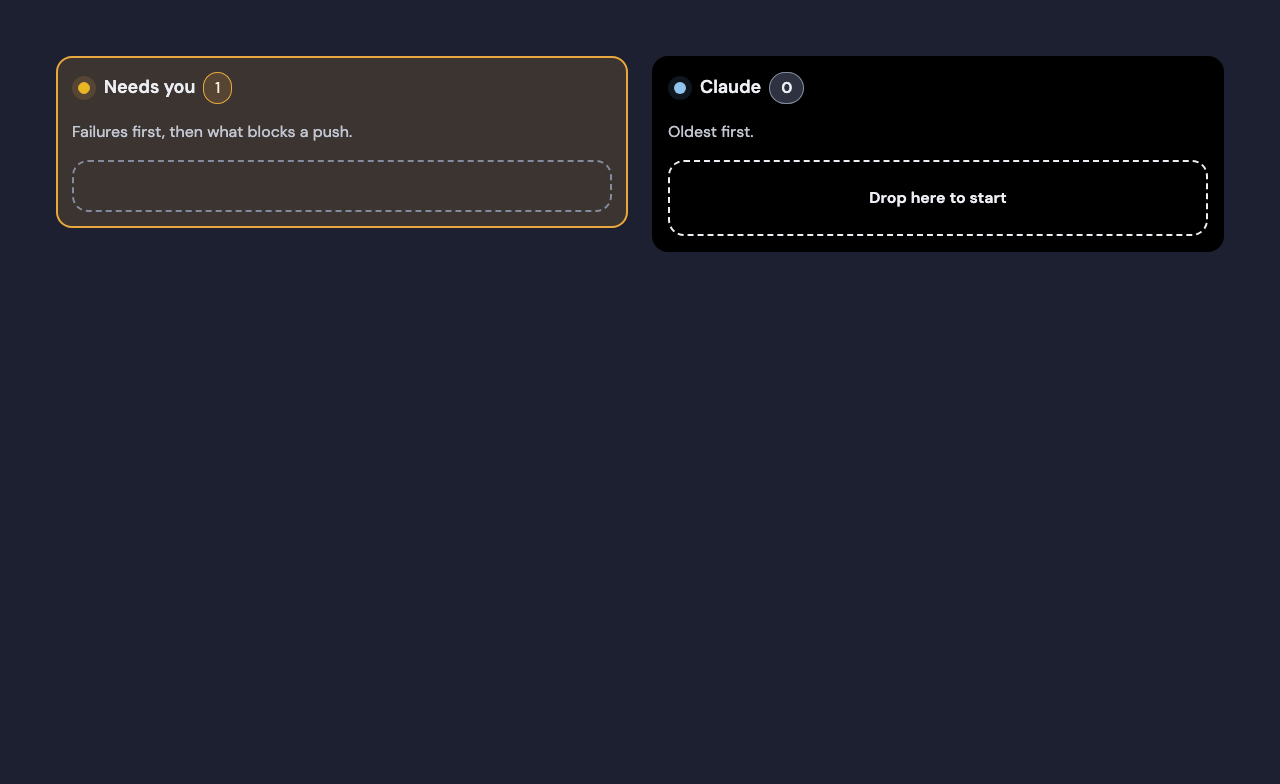 Needs you 1
Failures first, then what blocks a push.
Claude 0
Oldest first.
Drop here to start